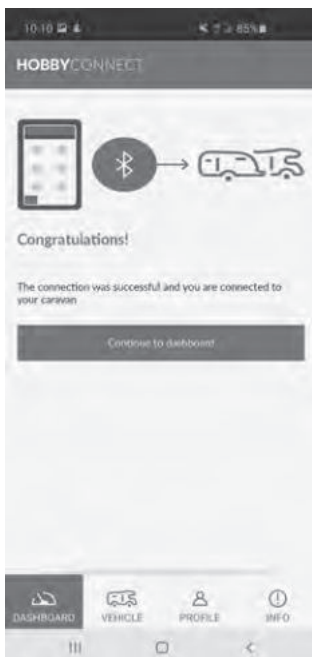 10:10 85%
HOBBYCONNECT
Congratulations!
The connection was successful and you are connected to
your caravan
Continue to dashboard
DASHBOARD VEHICLE PROFILE INFO